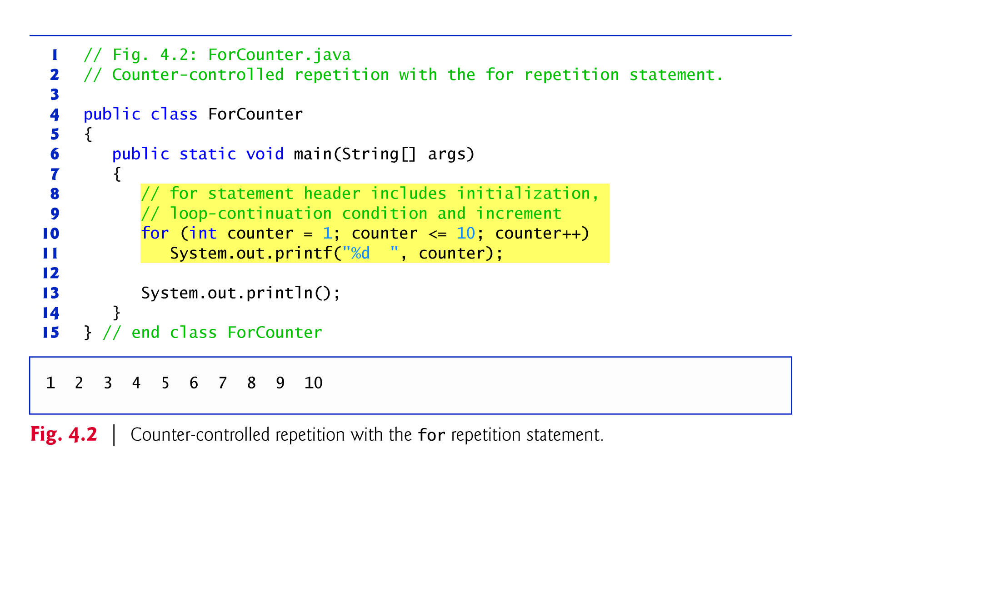 1 // Fig. 4.2: ForCounter.java
2 // Counter-controlled repetition with the for repetition statement.
3
4 public class ForCounter
5 {
6    public static void main(String[] args)
7    {
8       // for statement header includes initialization,
9       // loop-continuation condition and increment
10       for (int counter = 1; counter <= 10; counter++)
11          System.out.printf("%d  ", counter);
12
13       System.out.println();
14    }
15 } // end class ForCounter
1  2  3  4  5  6  7  8  9  10
Fig. 4.2 | Counter-controlled repetition with the for repetition statement.